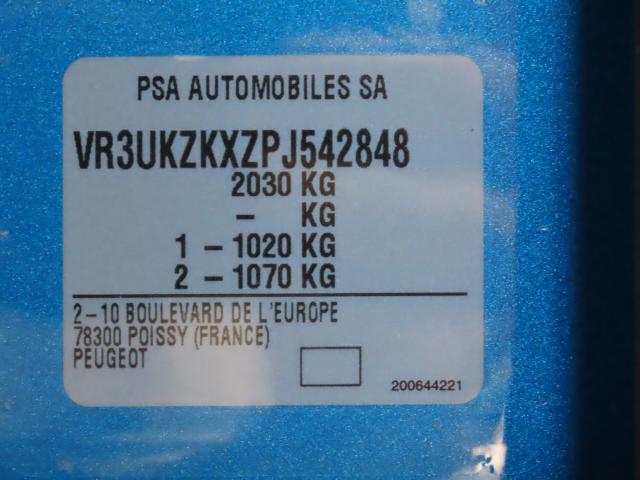 PSA AUTOMOBILES SA
VR3UKZKXZPJ542848
2030 KG
– KG
1 – 1020 KG
2 – 1070 KG
2–10 BOULEVARD DE L'EUROPE
78300 POISSY (FRANCE)
PEUGEOT
200644221